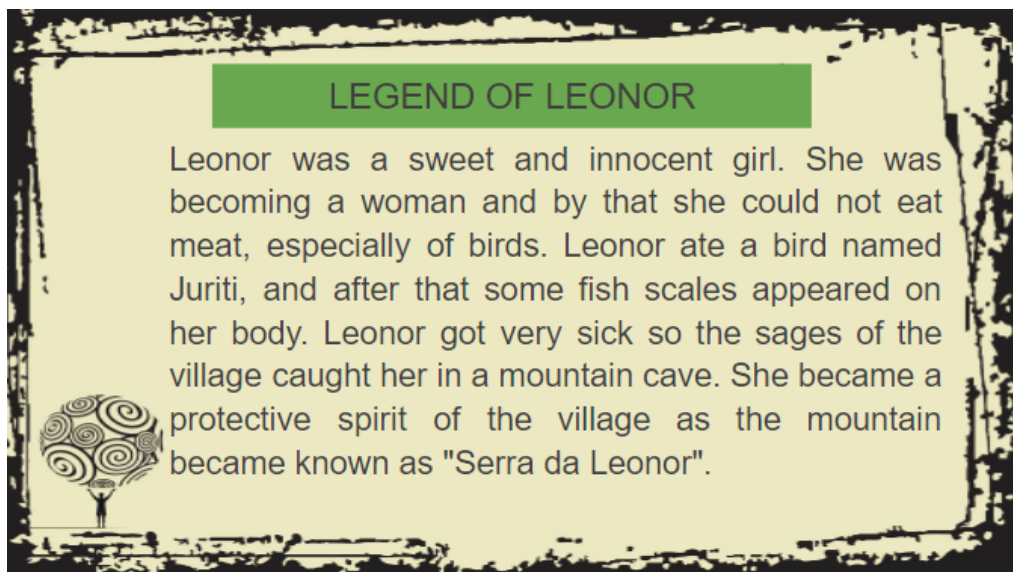 LEGEND OF LEONOR
Leonor was a sweet and innocent girl. She was
becoming a woman and by that she could not eat
meat, especially of birds. Leonor ate a bird named
Juriti, and after that some fish scales appeared on
her body. Leonor got very sick so the sages of the
village caught her in a mountain cave. She became a
protective spirit of the village as the mountain
became known as "Serra da Leonor".